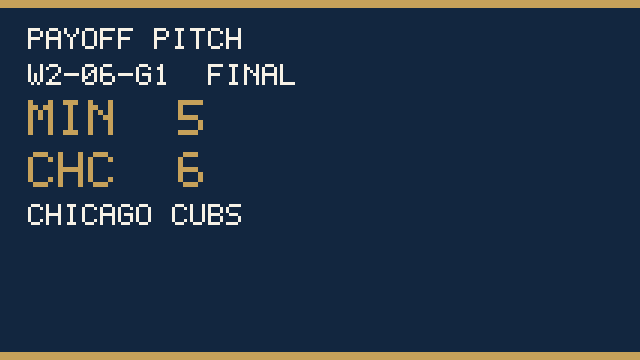 PAYOFF PITCH
W2-06-G1 FINAL
MIN 5
CHC 6
CHICAGO CUBS